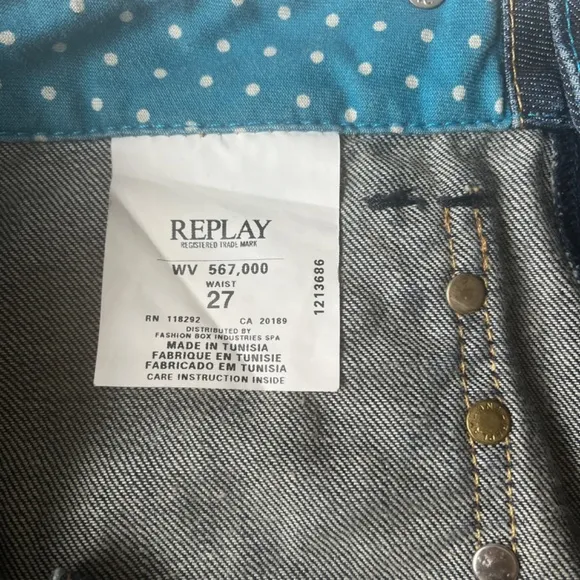 REPLAY
REGISTERED TRADE MARK
WV 567,000
WAIST
27
RN 118292 CA 20189
DISTRIBUTED BY
FASHION BOX INDUSTRIES SPA
MADE IN TUNISIA
FABRIQUE EN TUNISIE
FABRICADO EM TUNISIA
CARE INSTRUCTION INSIDE
1213686